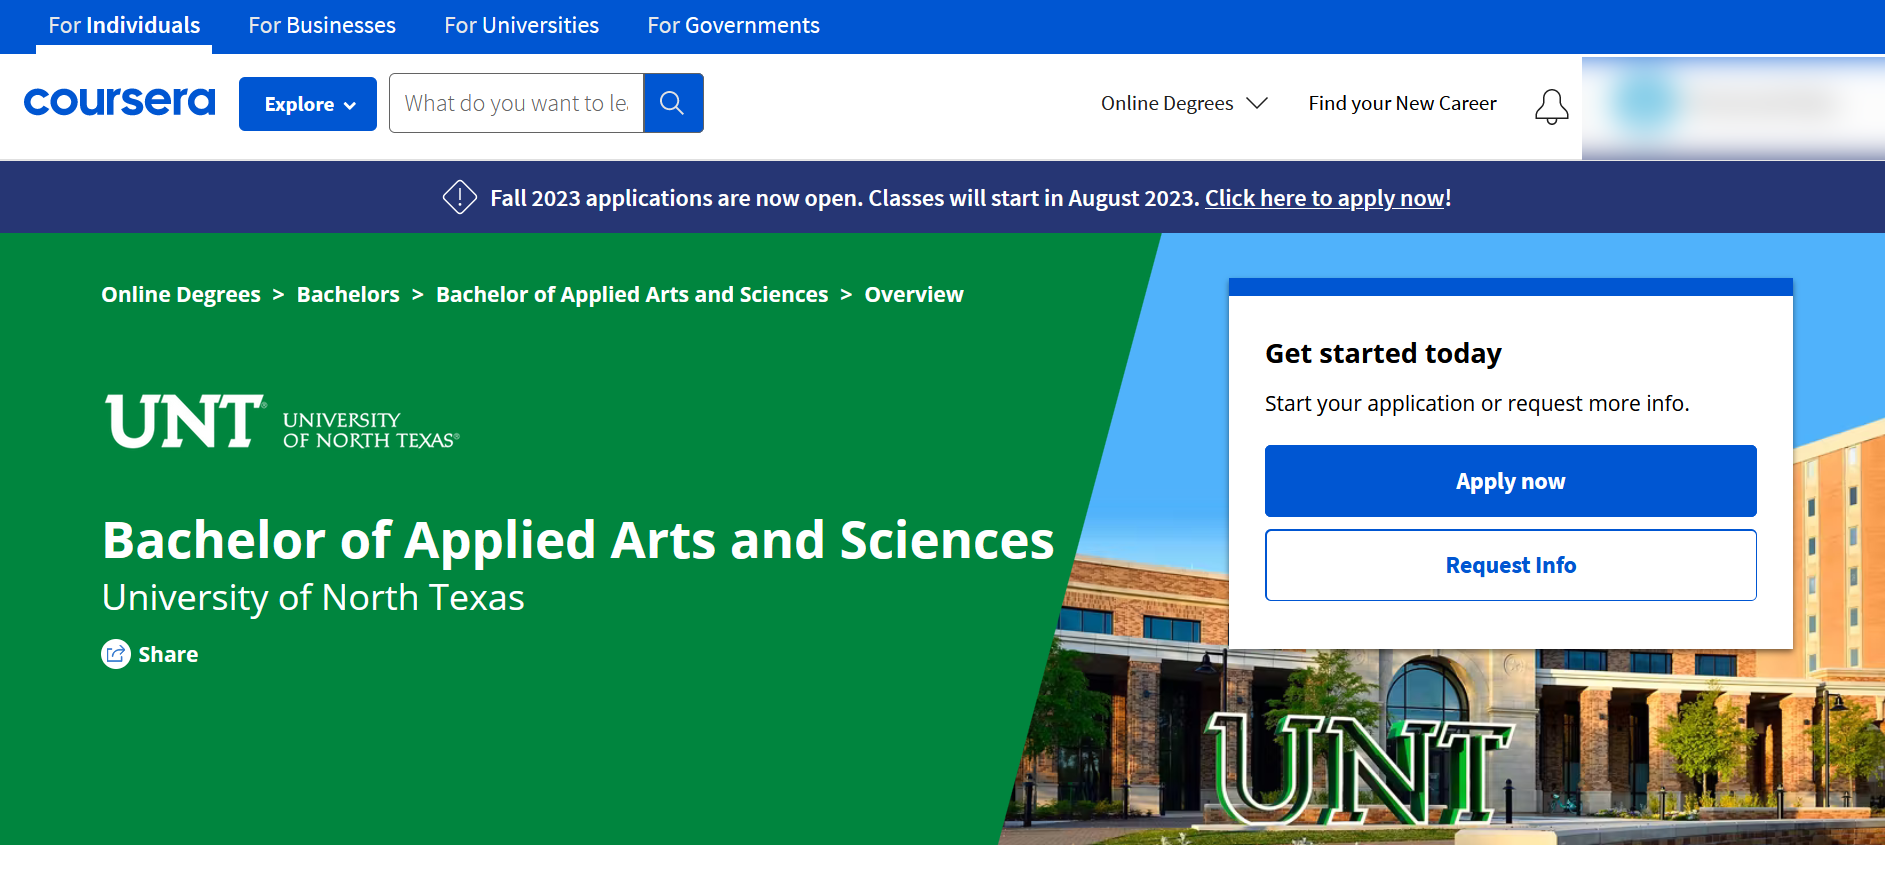 For Individuals For Businesses For Universities For Governments
coursera Explore What do you want to le Online Degrees Find your New Career
Fall 2023 applications are now open. Classes will start in August 2023. Click here to apply now!
Online Degrees > Bachelors > Bachelor of Applied Arts and Sciences > Overview
UNT® UNIVERSITY
OF NORTH TEXAS®
Bachelor of Applied Arts and Sciences
University of North Texas
Share
Get started today
Start your application or request more info.
Apply now
Request Info
UNT